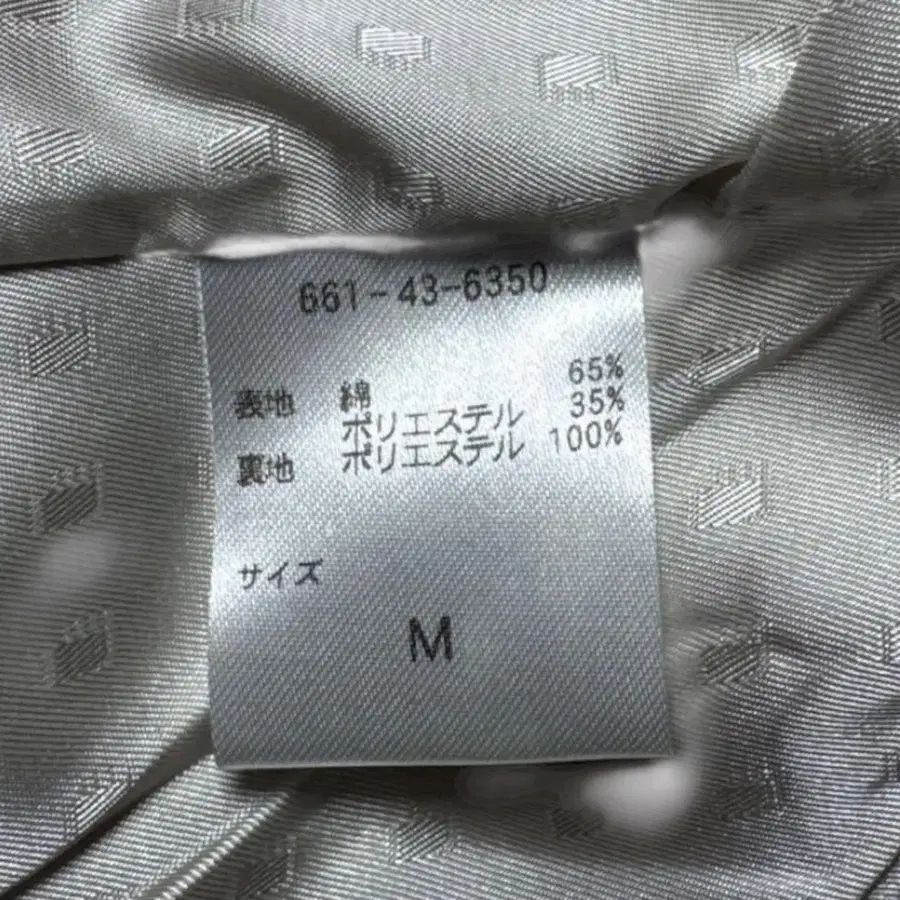 661-43-6350
表地 綿 65%
ポリエステル 35%
裏地 ポリエステル 100%
サイズ
M